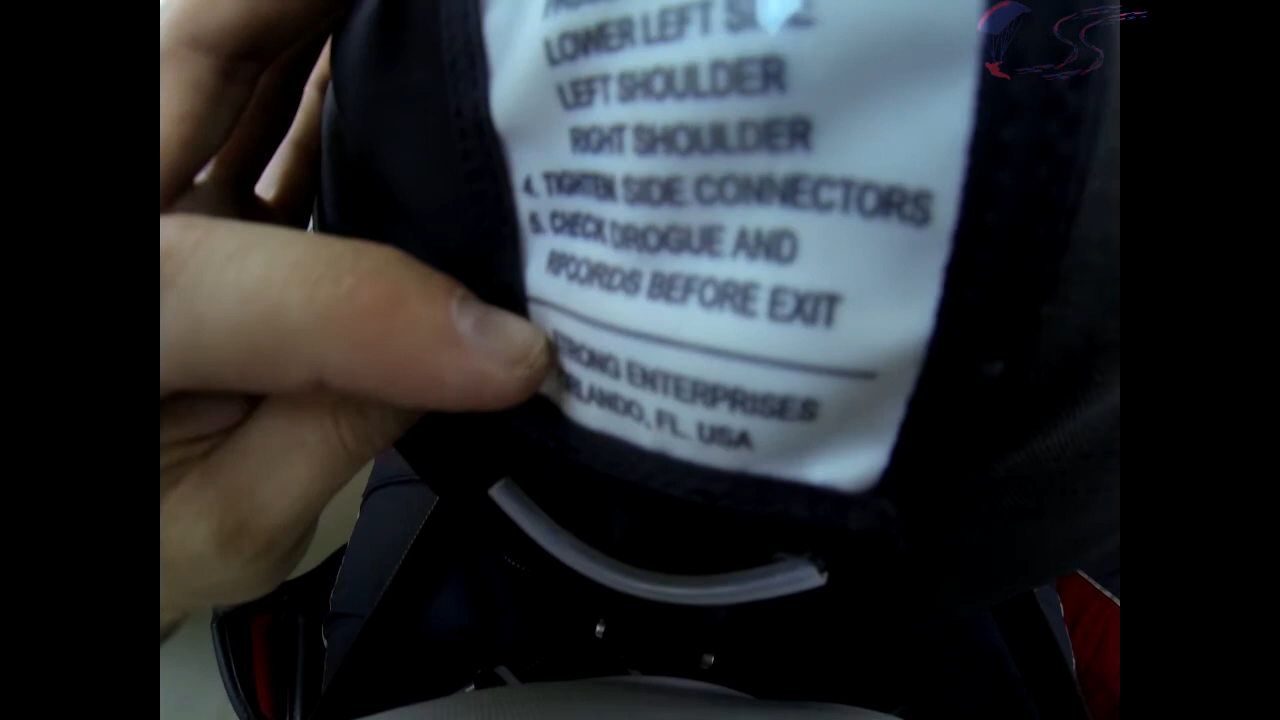 LOWER LEFT SIDE
LEFT SHOULDER
RIGHT SHOULDER
4. TIGHTEN SIDE CONNECTORS
5. CHECK DROGUE AND
RPCORDS BEFORE EXIT
STRONG ENTERPRISES
ORLANDO, FL. USA